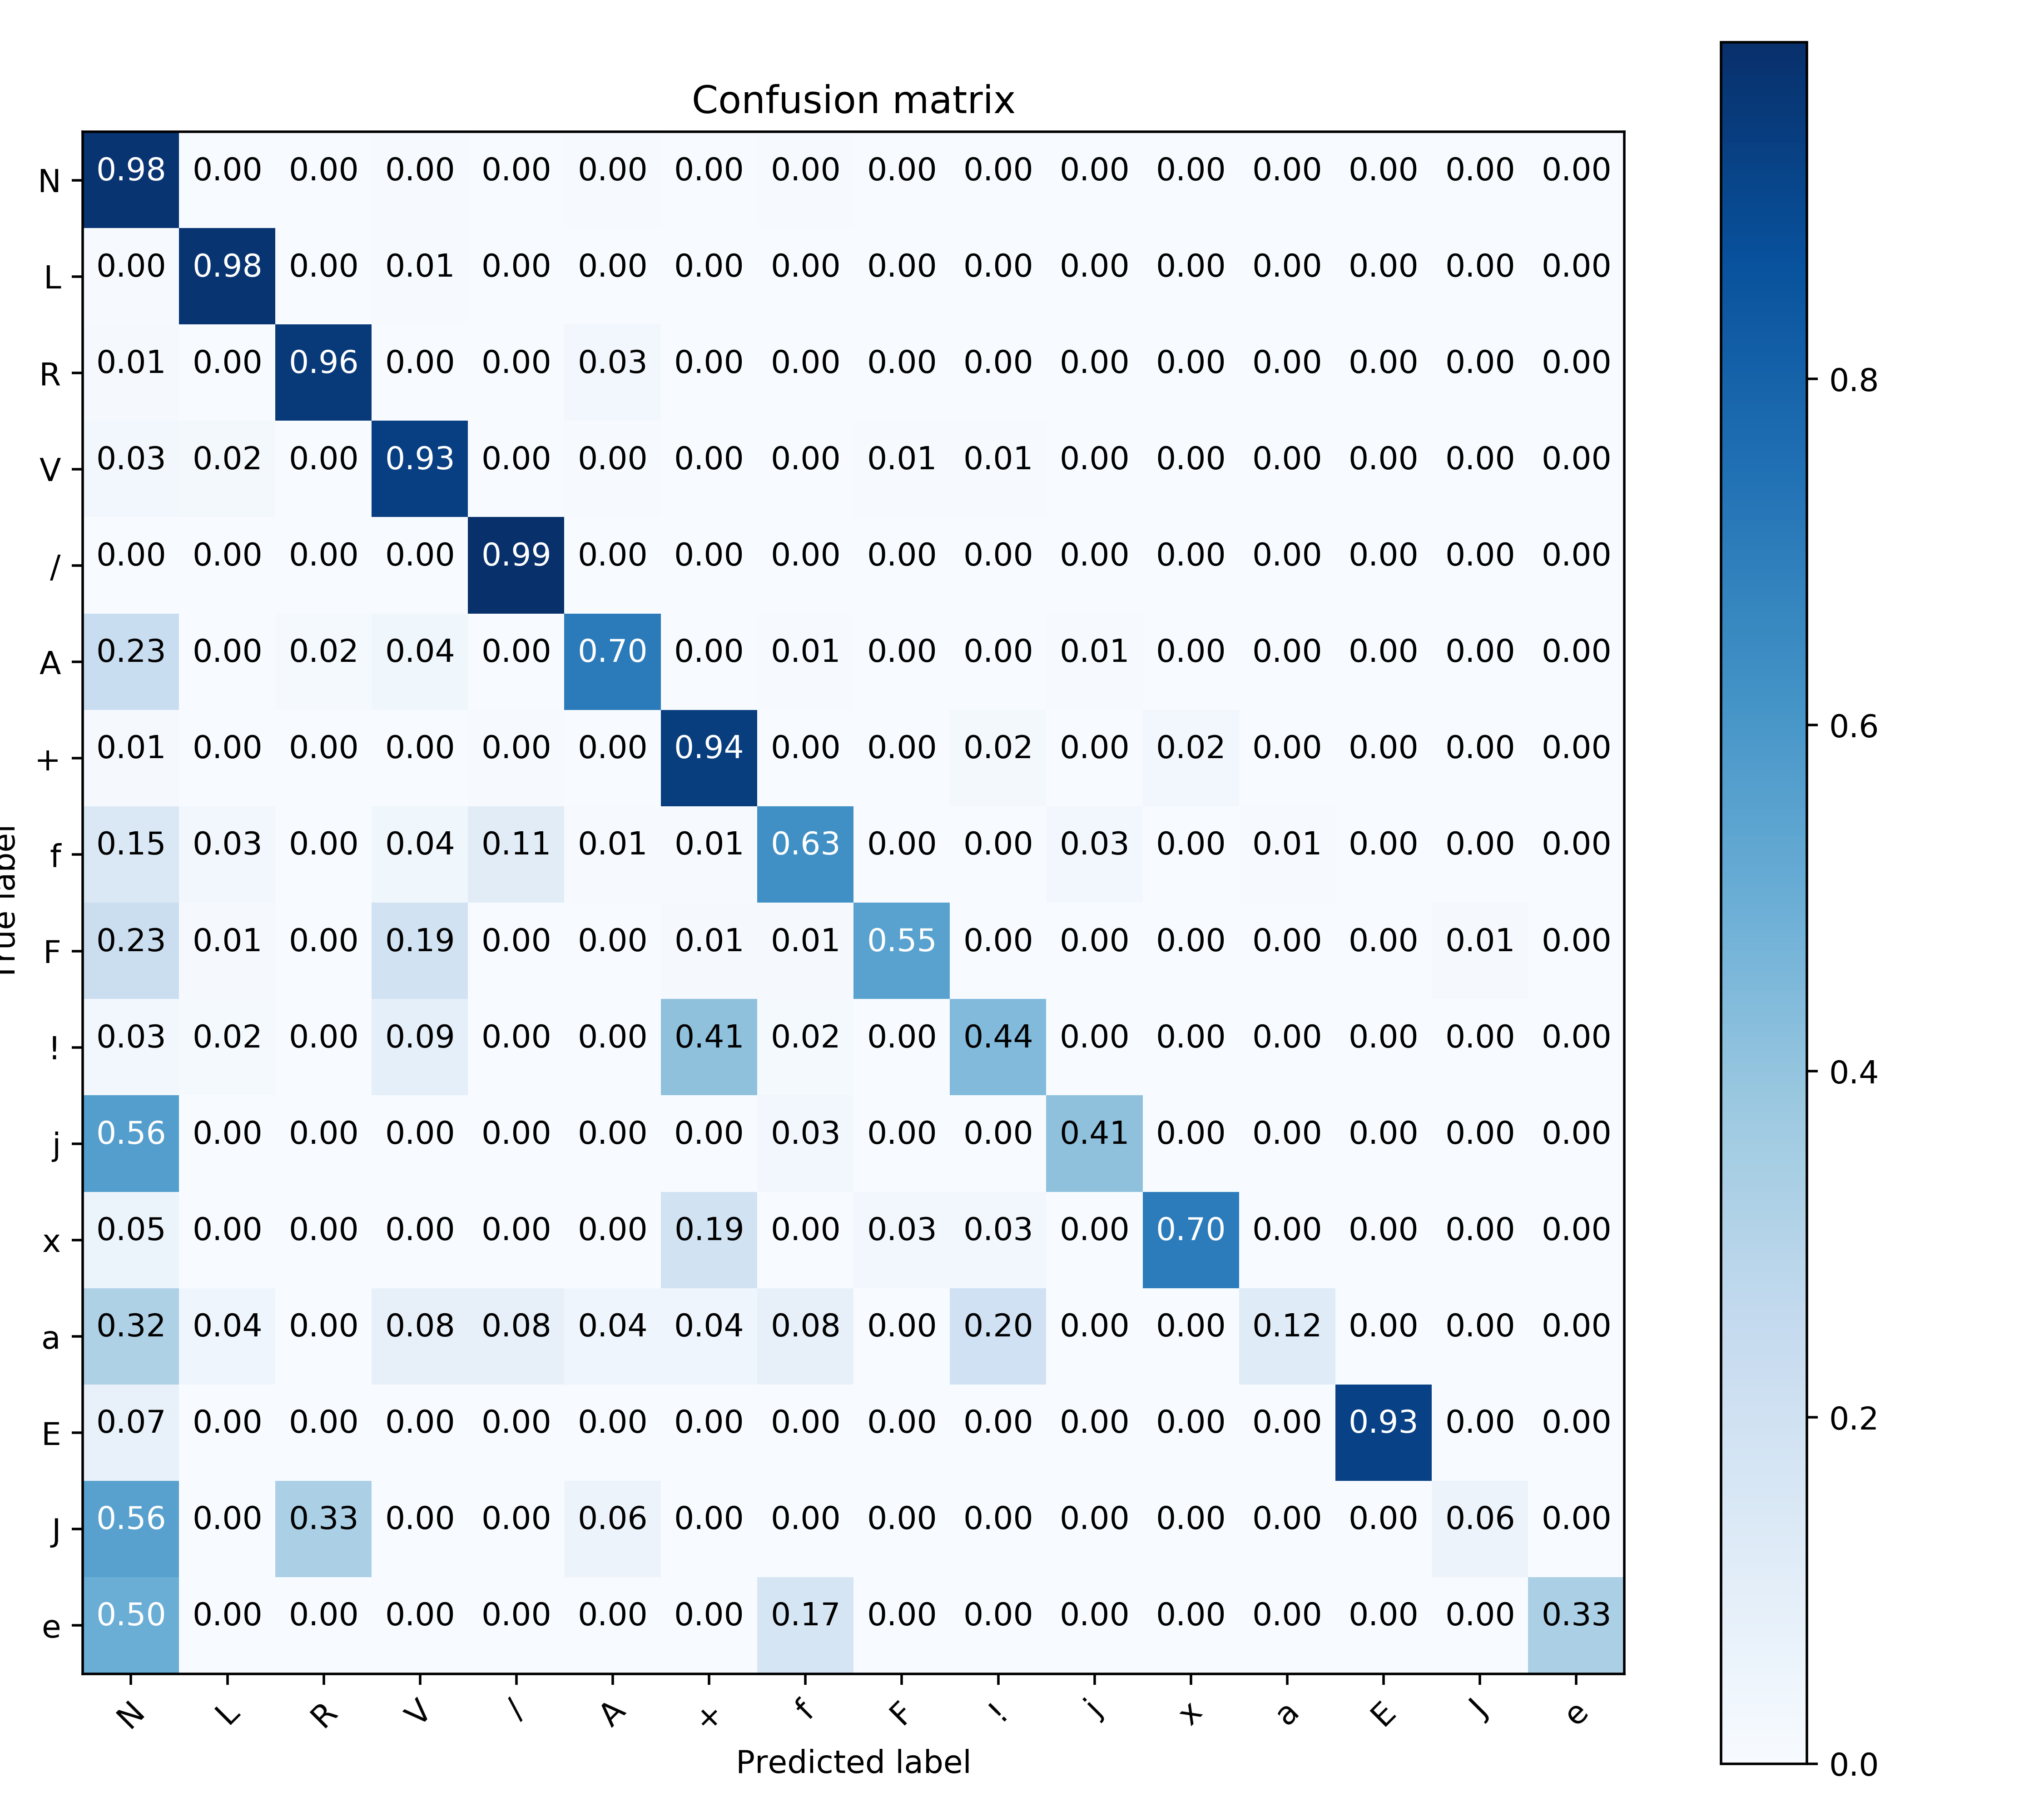 Confusion matrix
N 0.98 0.00 0.00 0.00 0.00 0.00 0.00 0.00 0.00 0.00 0.00 0.00 0.00 0.00 0.00 0.00
L 0.00 0.98 0.00 0.01 0.00 0.00 0.00 0.00 0.00 0.00 0.00 0.00 0.00 0.00 0.00 0.00
R 0.01 0.00 0.96 0.00 0.00 0.03 0.00 0.00 0.00 0.00 0.00 0.00 0.00 0.00 0.00 0.00
V 0.03 0.02 0.00 0.93 0.00 0.00 0.00 0.00 0.01 0.01 0.00 0.00 0.00 0.00 0.00 0.00
/ 0.00 0.00 0.00 0.00 0.99 0.00 0.00 0.00 0.00 0.00 0.00 0.00 0.00 0.00 0.00 0.00
A 0.23 0.00 0.02 0.04 0.00 0.70 0.00 0.01 0.00 0.00 0.01 0.00 0.00 0.00 0.00 0.00
+ 0.01 0.00 0.00 0.00 0.00 0.00 0.94 0.00 0.00 0.02 0.00 0.02 0.00 0.00 0.00 0.00
f 0.15 0.03 0.00 0.04 0.11 0.01 0.01 0.63 0.00 0.00 0.03 0.00 0.01 0.00 0.00 0.00
F 0.23 0.01 0.00 0.19 0.00 0.00 0.01 0.01 0.55 0.00 0.00 0.00 0.00 0.00 0.01 0.00
! 0.03 0.02 0.00 0.09 0.00 0.00 0.41 0.02 0.00 0.44 0.00 0.00 0.00 0.00 0.00 0.00
j 0.56 0.00 0.00 0.00 0.00 0.00 0.00 0.03 0.00 0.00 0.41 0.00 0.00 0.00 0.00 0.00
x 0.05 0.00 0.00 0.00 0.00 0.00 0.19 0.00 0.03 0.03 0.00 0.70 0.00 0.00 0.00 0.00
a 0.32 0.04 0.00 0.08 0.08 0.04 0.04 0.08 0.00 0.20 0.00 0.00 0.12 0.00 0.00 0.00
E 0.07 0.00 0.00 0.00 0.00 0.00 0.00 0.00 0.00 0.00 0.00 0.00 0.00 0.93 0.00 0.00
J 0.56 0.00 0.33 0.00 0.00 0.06 0.00 0.00 0.00 0.00 0.00 0.00 0.00 0.00 0.06 0.00
e 0.50 0.00 0.00 0.00 0.00 0.00 0.00 0.17 0.00 0.00 0.00 0.00 0.00 0.00 0.00 0.33
N L R V / A + f F ! j x a E J e
Predicted label
True label
0.8
0.6
0.4
0.2
0.0